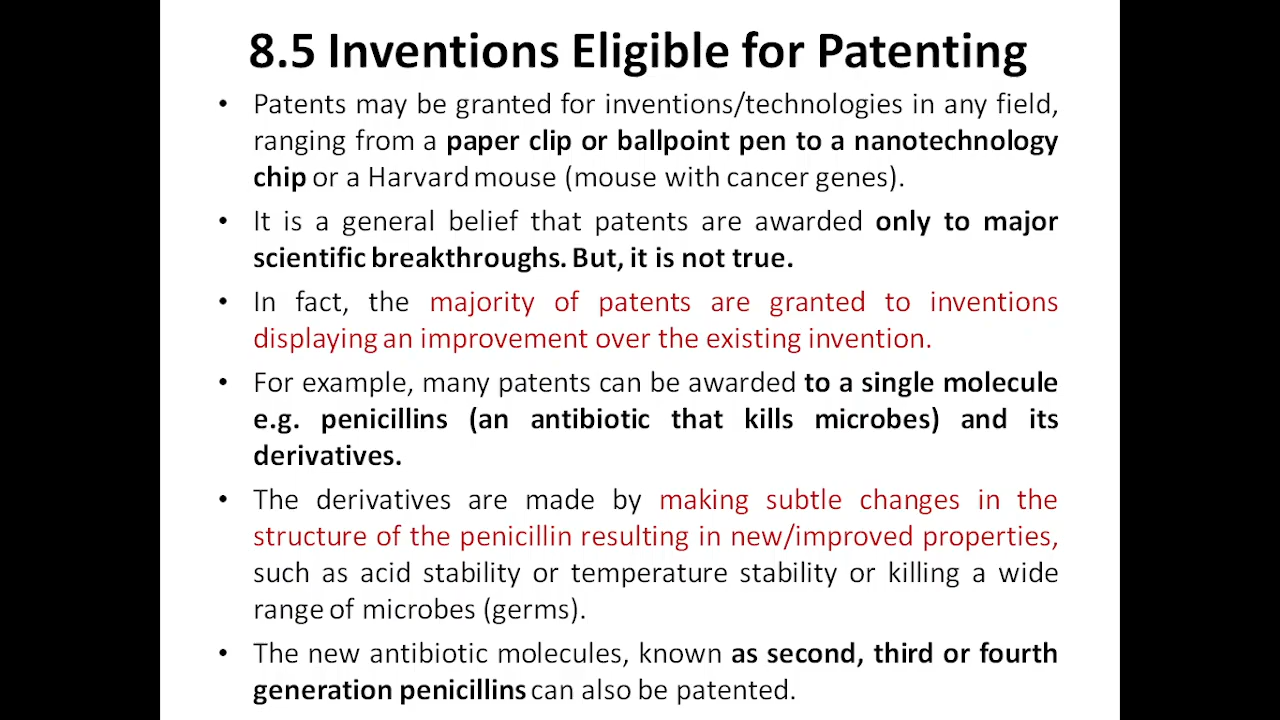 8.5 Inventions Eligible for Patenting
• Patents may be granted for inventions/technologies in any field,
ranging from a paper clip or ballpoint pen to a nanotechnology
chip or a Harvard mouse (mouse with cancer genes).
• It is a general belief that patents are awarded only to major
scientific breakthroughs. But, it is not true.
• In fact, the majority of patents are granted to inventions
displaying an improvement over the existing invention.
• For example, many patents can be awarded to a single molecule
e.g. penicillins (an antibiotic that kills microbes) and its
derivatives.
• The derivatives are made by making subtle changes in the
structure of the penicillin resulting in new/improved properties,
such as acid stability or temperature stability or killing a wide
range of microbes (germs).
• The new antibiotic molecules, known as second, third or fourth
generation penicillins can also be patented.